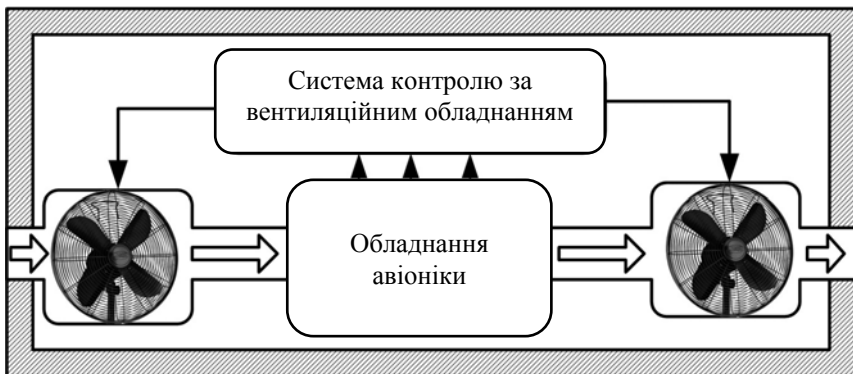 Система контролю за
вентиляційним обладнанням
Обладнання
авіоніки